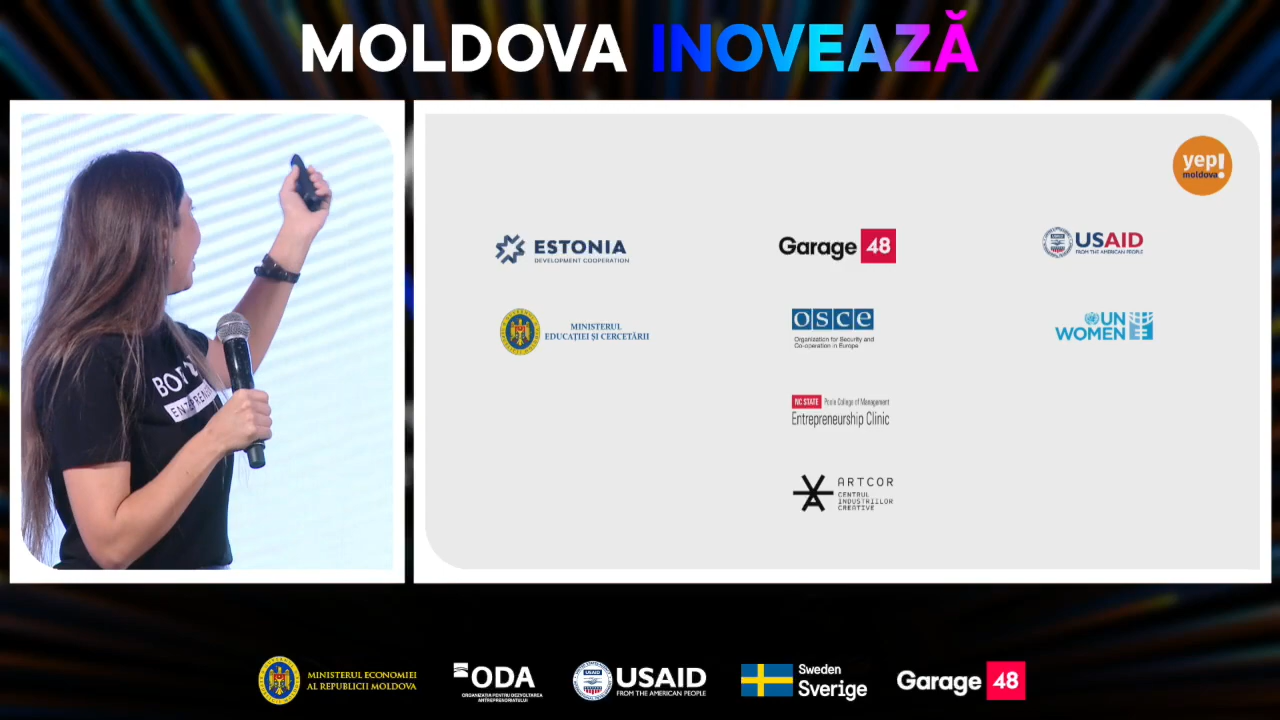 MOLDOVA INOVEAZĂ
yep!
moldova
ESTONIA
DEVELOPMENT COOPERATION
Garage 48
USAID
FROM THE AMERICAN PEOPLE
MINISTERUL
EDUCAȚIEI ȘI CERCETĂRII
OSCE
Organization for Security and
Co-operation in Europe
UN
WOMEN
NC STATE Poole College of Management
Entrepreneurship Clinic
ARTCOR
CENTRUL
INDUSTRIILOR
CREATIVE
BOT
MINISTERUL ECONOMIEI
AL REPUBLICII MOLDOVA
ODA
ORGANIZAȚIA PENTRU DEZVOLTAREA
ANTREPRENORIATULUI
USAID
FROM THE AMERICAN PEOPLE
Sweden
Sverige
Garage 48